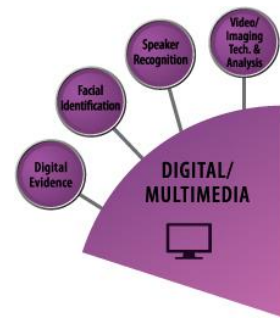 Video/
Imaging
Tech. &
Analysis
Speaker
Recognition
Facial
Identification
Digital
Evidence
DIGITAL/
MULTIMEDIA